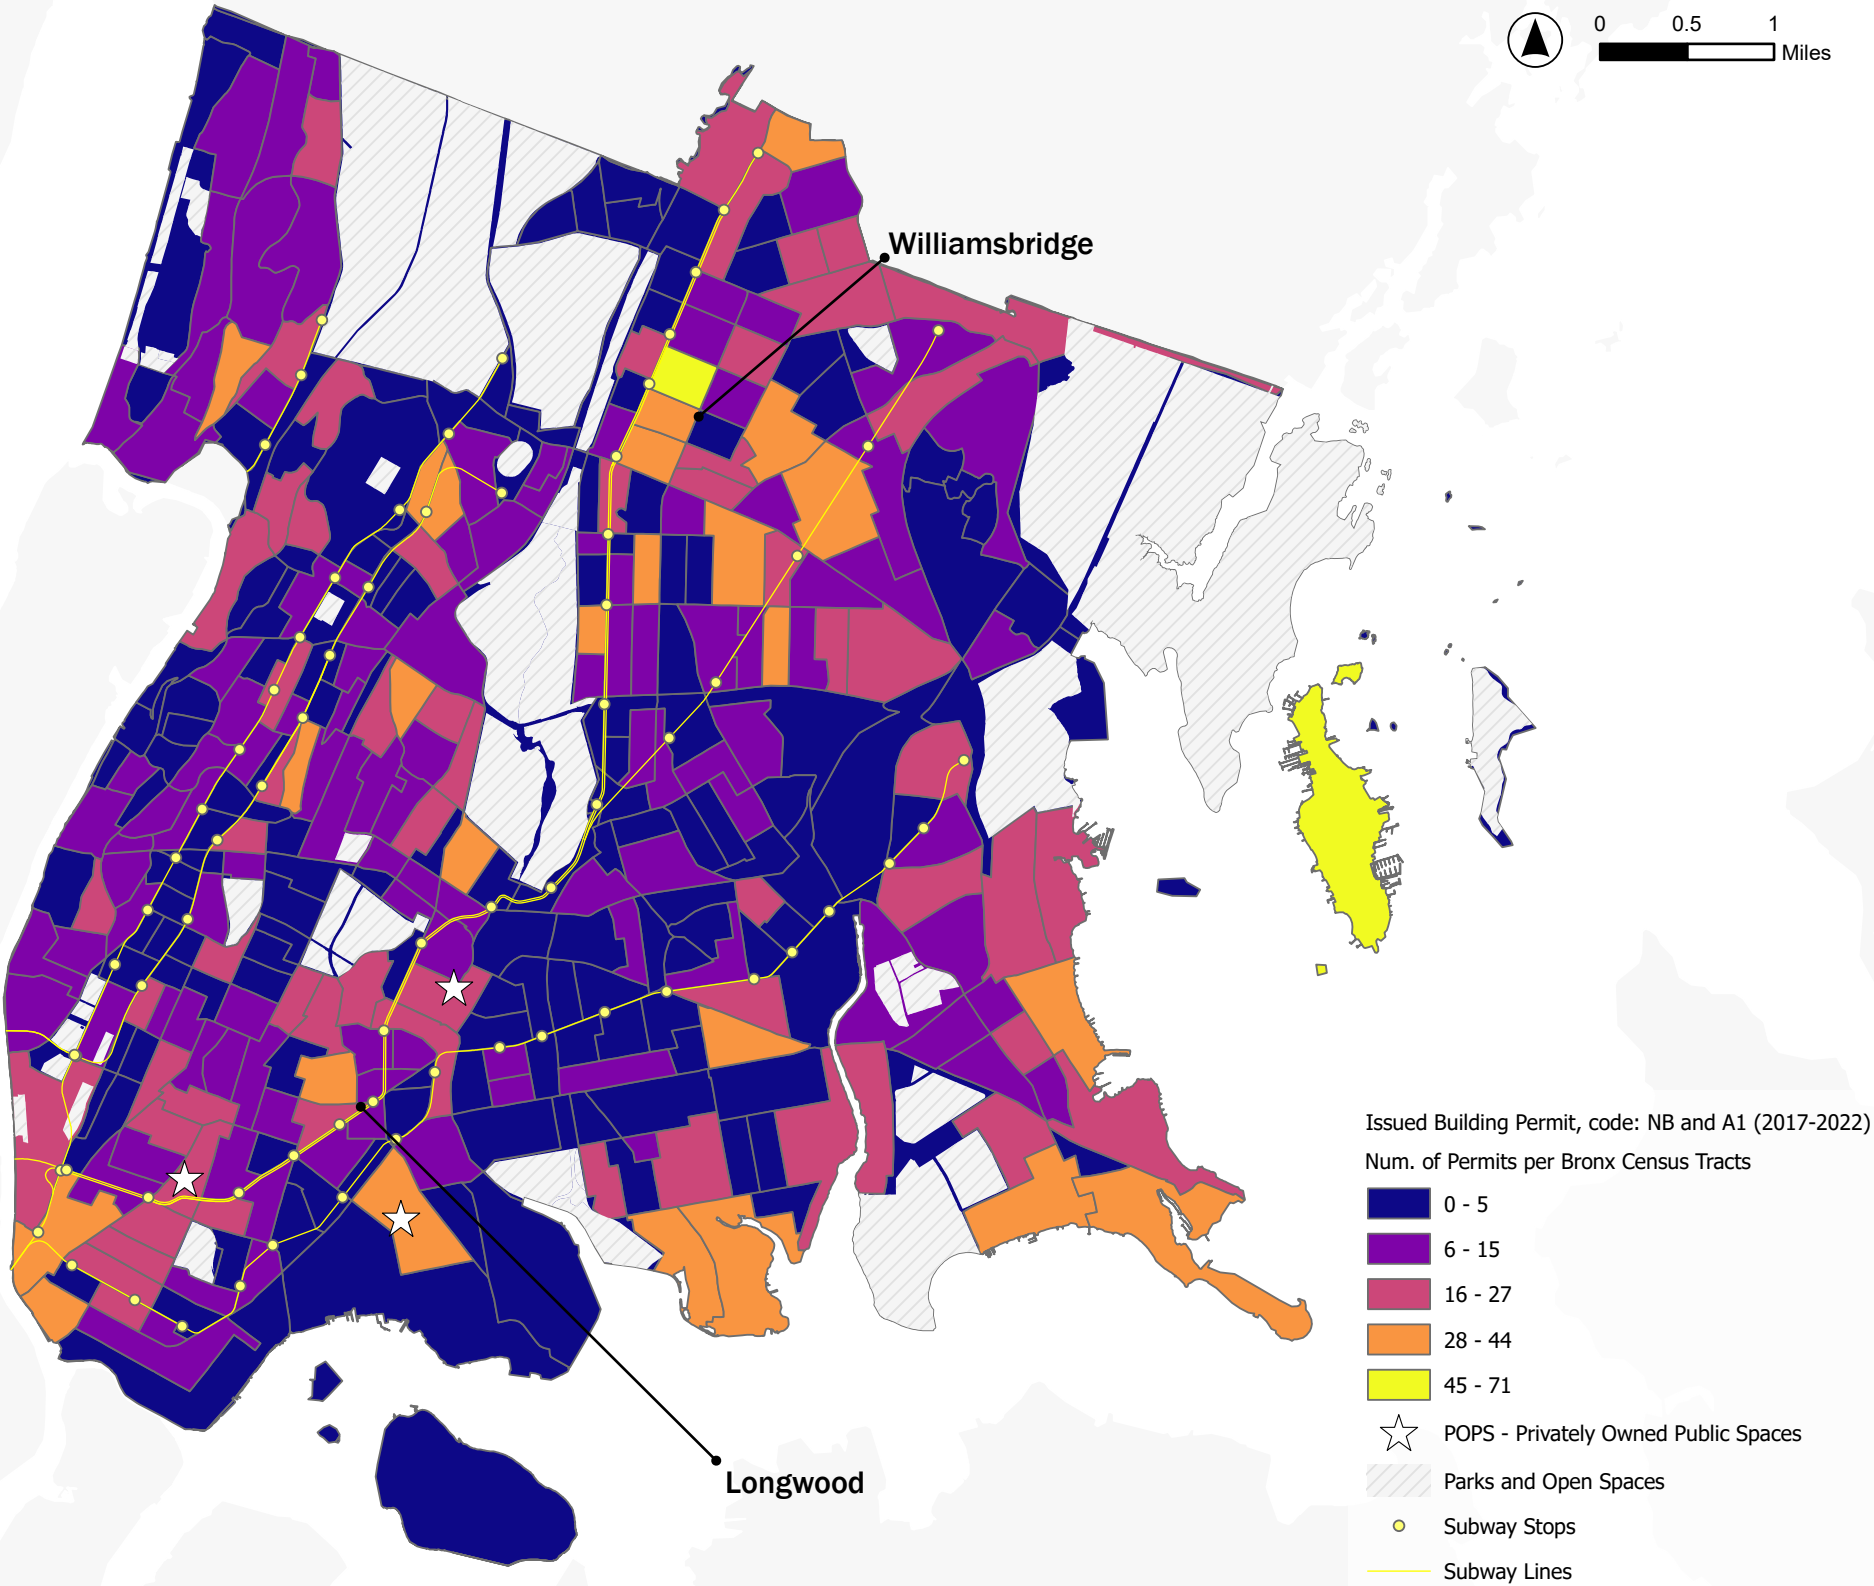 0 0.5 1
Miles
Williamsbridge
Longwood
Issued Building Permit, code: NB and A1 (2017-2022)
Num. of Permits per Bronx Census Tracts
0 - 5
6 - 15
16 - 27
28 - 44
45 - 71
POPS - Privately Owned Public Spaces
Parks and Open Spaces
Subway Stops
Subway Lines